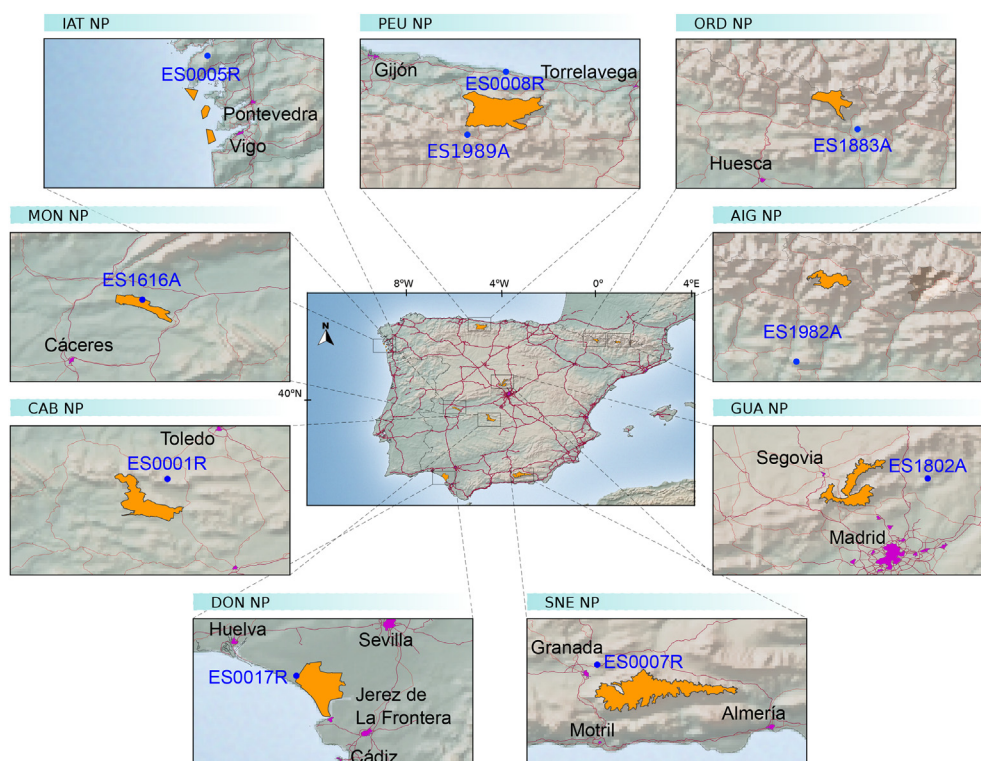 IAT NP
PEU NP
ORD NP
ES0005R
Pontevedra
Vigo
Gijón
Torrelavega
ES0008R
ES1989A
ES1883A
Huesca
MON NP
AIG NP
ES1616A
Cáceres
8°W
4°W
0°
4°E
N
40°N
ES1982A
CAB NP
GUA NP
Toledo
ES0001R
Segovia
ES1802A
Madrid
DON NP
SNE NP
Huelva
Sevilla
ES0017R
Jerez de
La Frontera
Cádiz
Granada
ES0007R
Motril
Almería